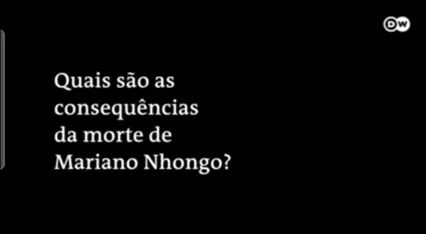 DW
Quais são as
consequências
da morte de
Mariano Nhongo?